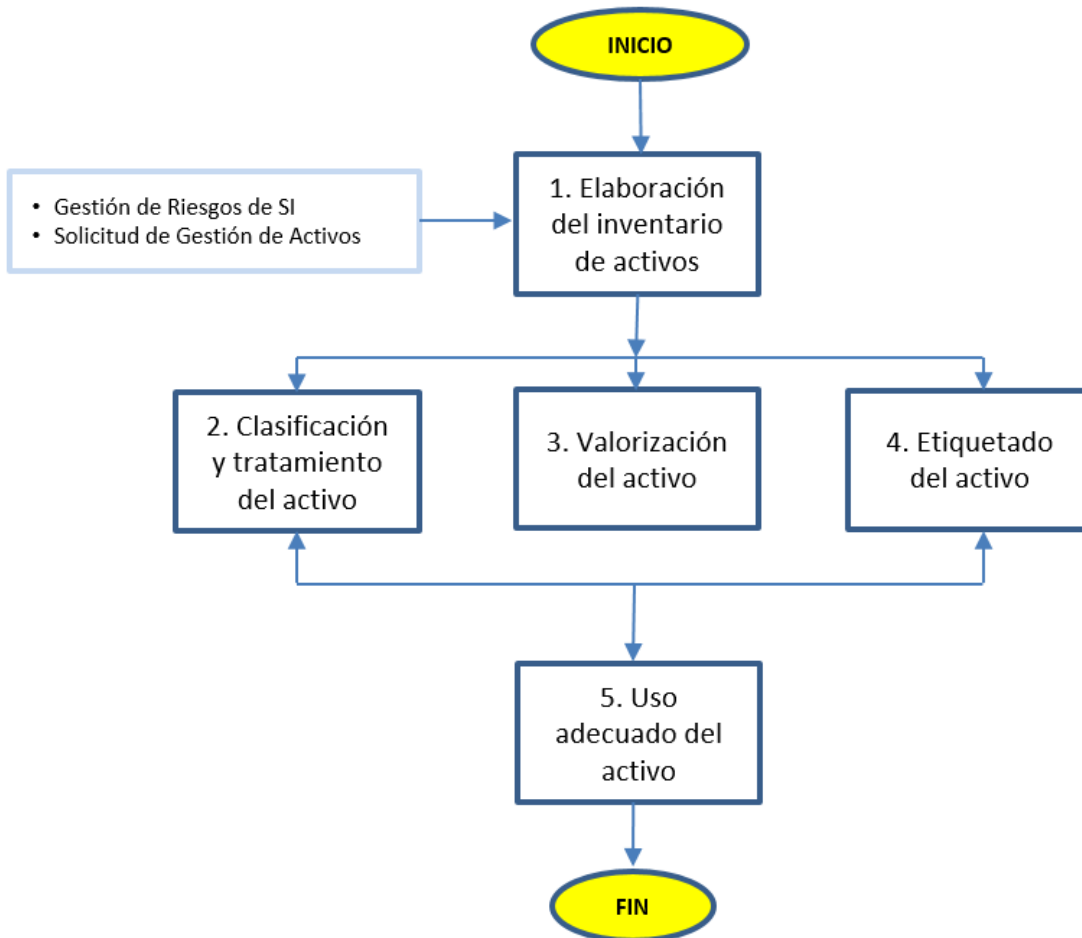 INICIO
• Gestión de Riesgos de SI
• Solicitud de Gestión de Activos
1. Elaboración
del inventario
de activos
2. Clasificación
y tratamiento
del activo
3. Valorización
del activo
4. Etiquetado
del activo
5. Uso
adecuado del
activo
FIN